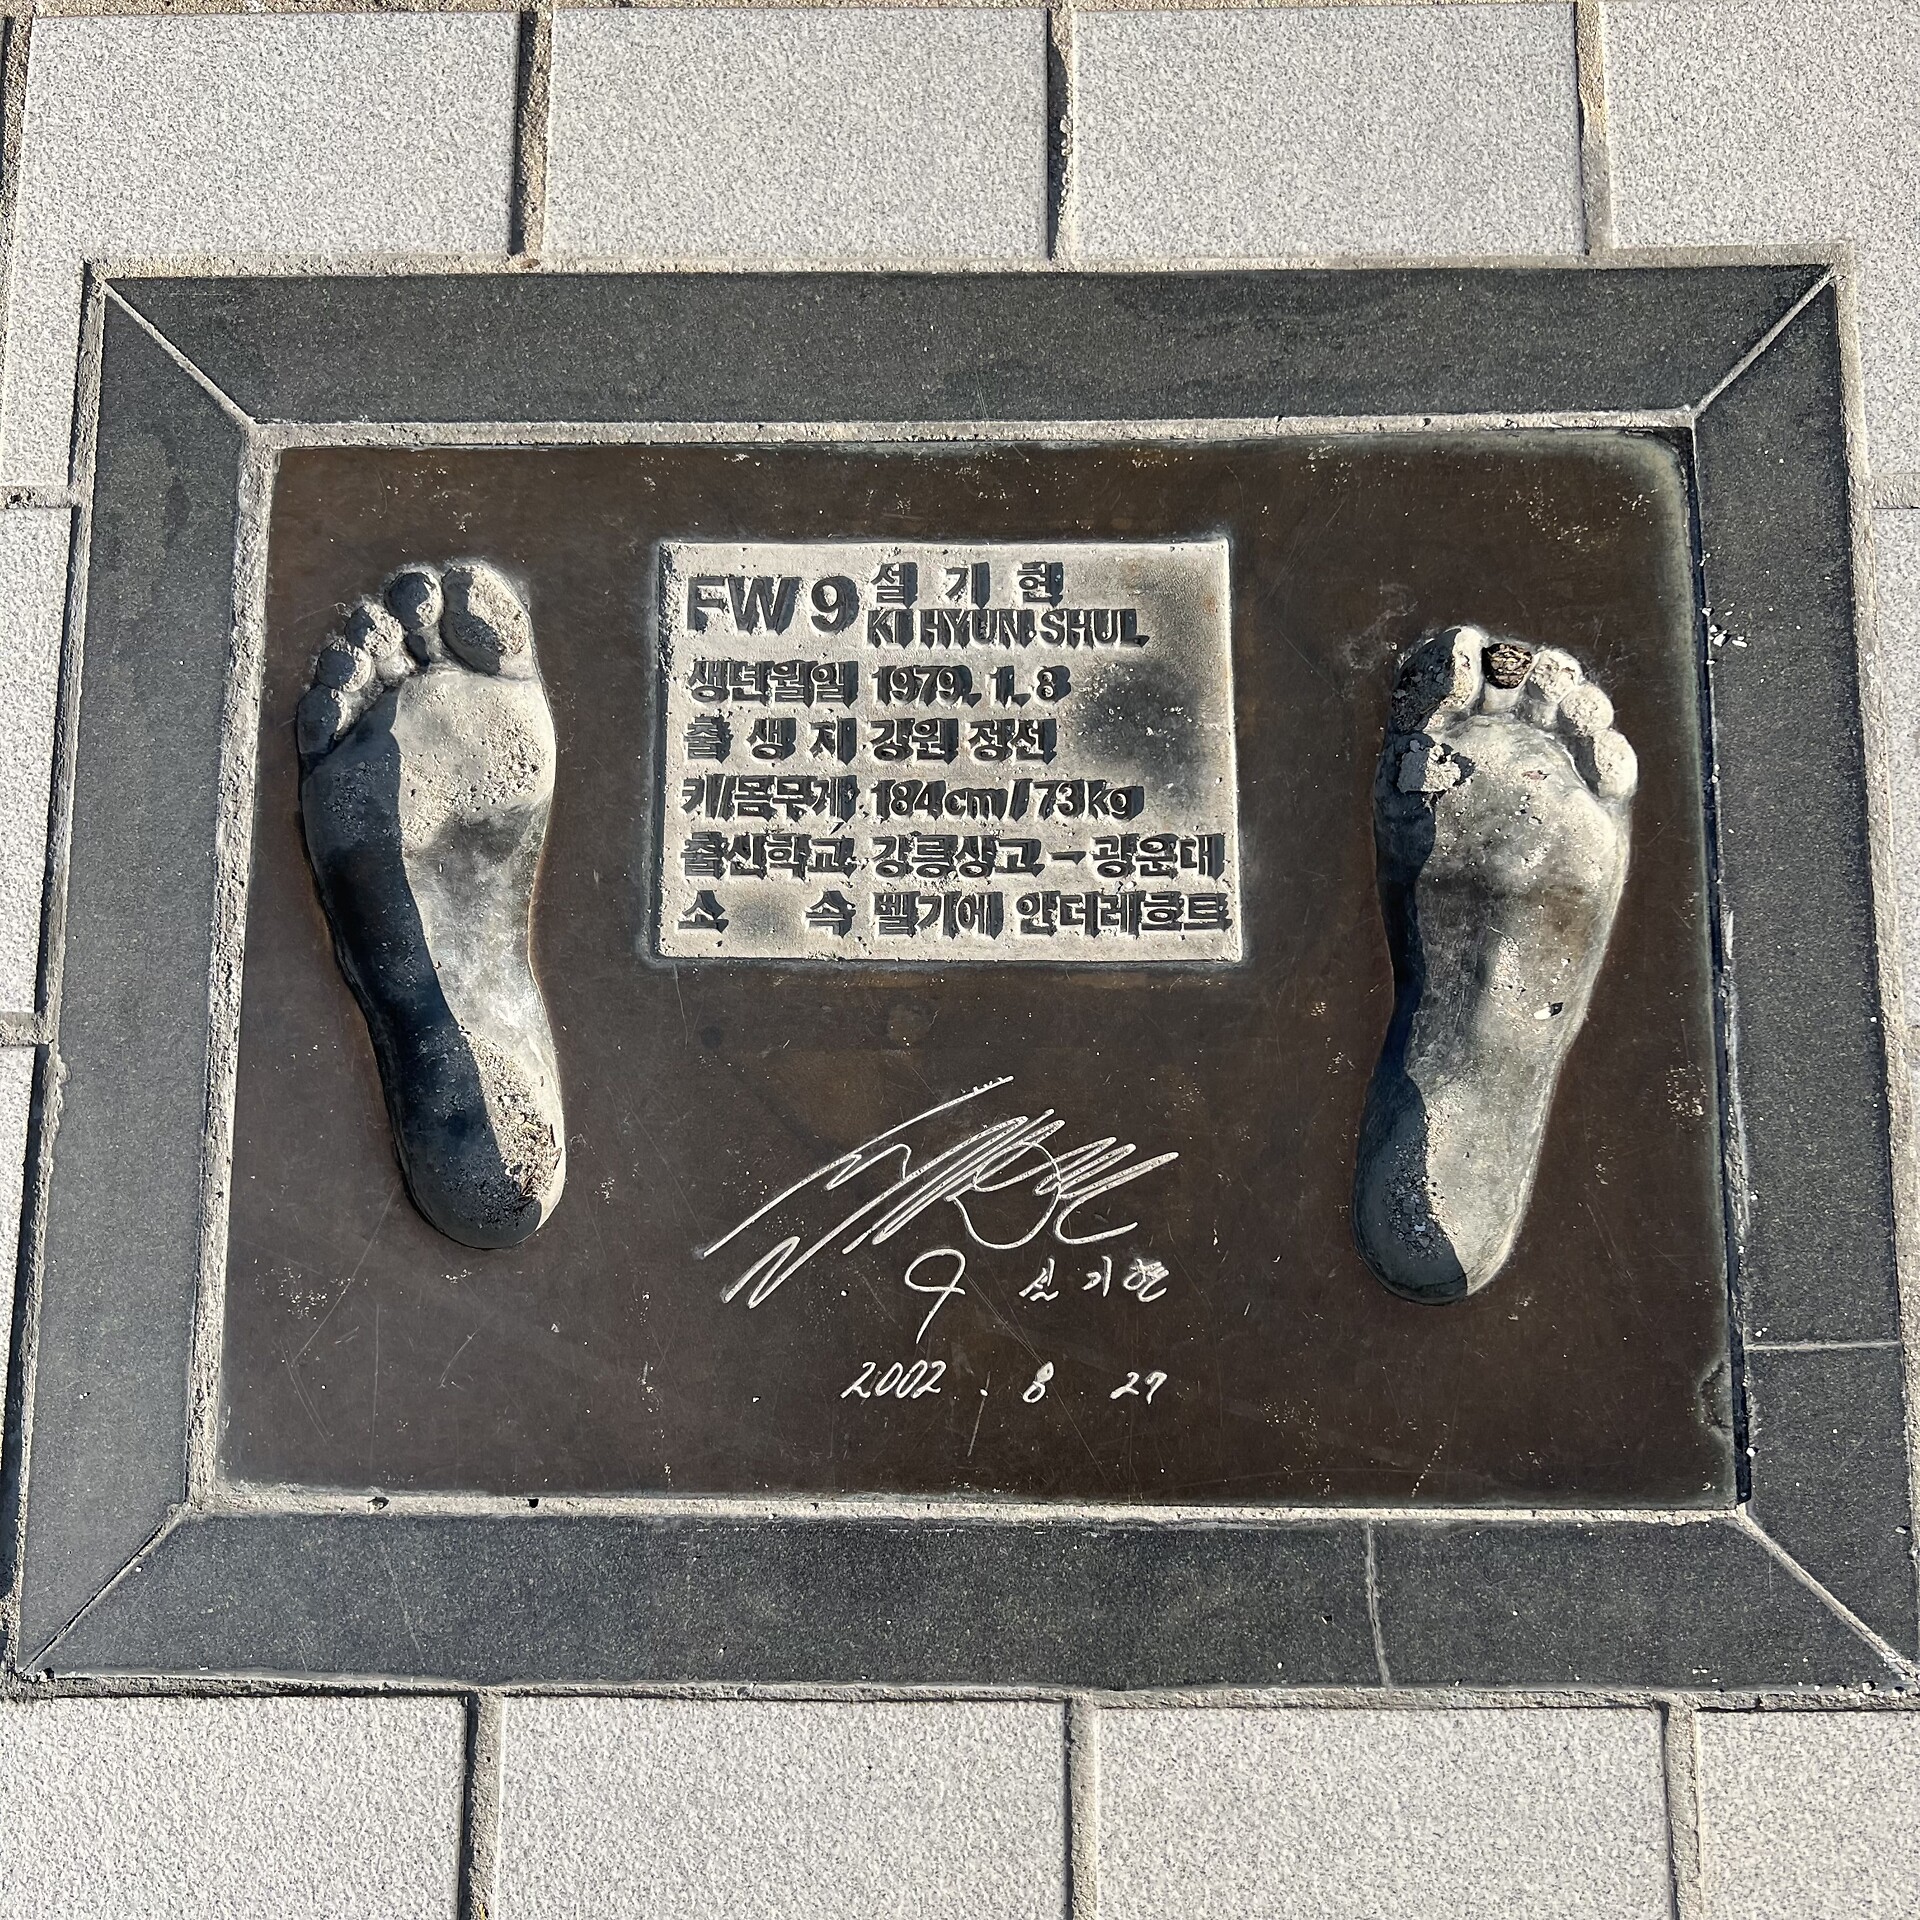 FW 9 설 기 현
KI HYUN SHUL
생년월일 1979. 1. 8
출 생 지 강원 정선
키/몸무게 184cm/73kg
출신학교 강릉상고-광운대
소 속 벨기에 안더레흐트
9 설 기 현
2002 . 8 27